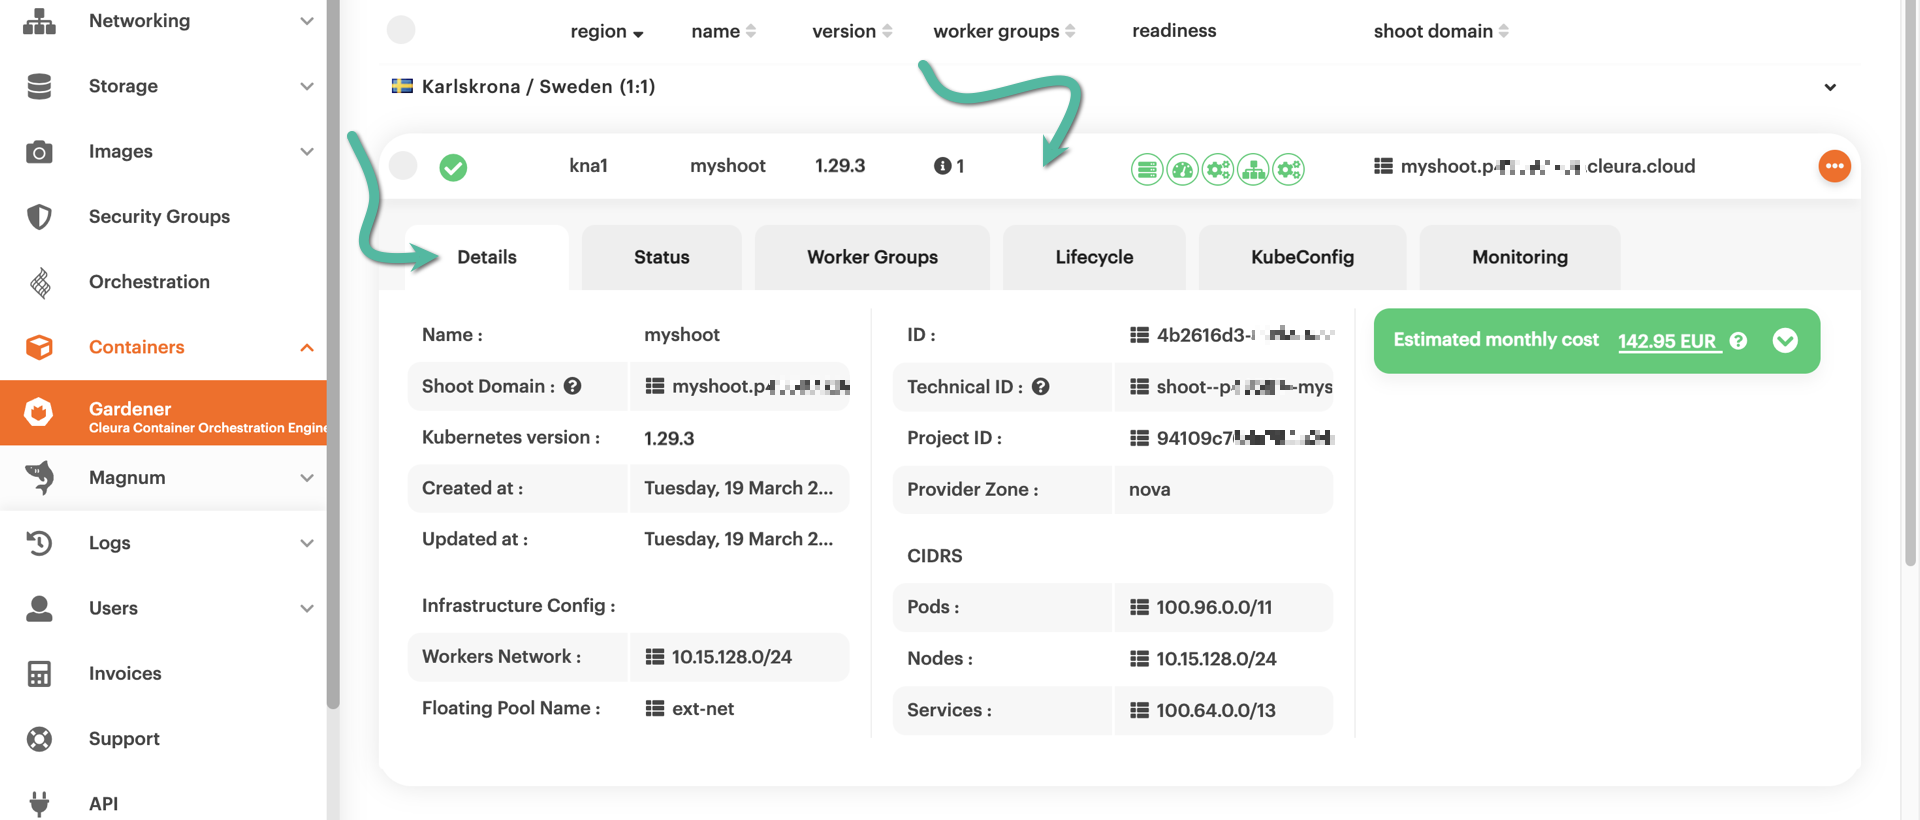 Networking
Storage
Images
Security Groups
Orchestration
Containers
Gardener
Cleura Container Orchestration Engine
Magnum
Logs
Users
Invoices
Support
API
region name version worker groups readiness shoot domain
Karlskrona / Sweden (1:1)
kna1 myshoot 1.29.3 1 myshoot.p4 .cleura.cloud
Details Status Worker Groups Lifecycle KubeConfig Monitoring
Name : myshoot
Shoot Domain : ? myshoot.p4
Kubernetes version : 1.29.3
Created at : Tuesday, 19 March 2...
Updated at : Tuesday, 19 March 2...
Infrastructure Config :
Workers Network : 10.15.128.0/24
Floating Pool Name : ext-net
ID : 4b2616d3-
Technical ID : ? shoot--p4 -mys
Project ID : 94109c7
Provider Zone : nova
CIDRS
Pods : 100.96.0.0/11
Nodes : 10.15.128.0/24
Services : 100.64.0.0/13
Estimated monthly cost 142.95 EUR ?